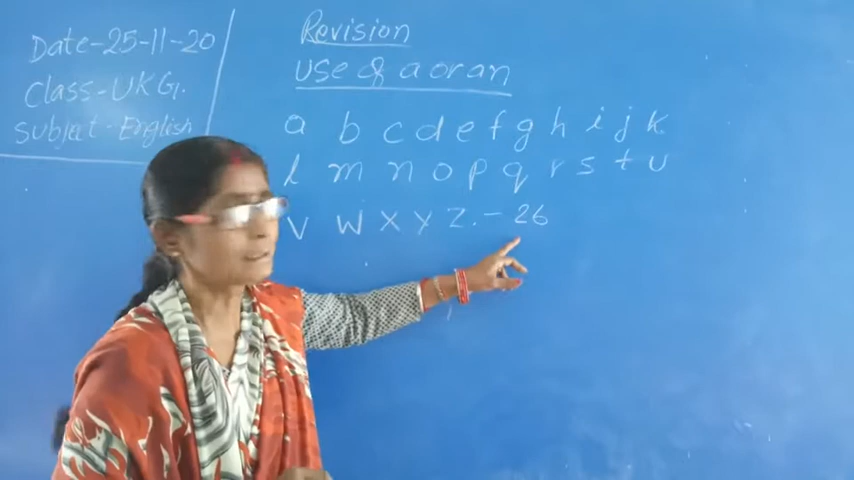 Date-25-11-20
Class-UKG.
Subject-English
Revision
use of a or an
a b c d e f g h i j k
l m n o p q r s t u
v w x y z. - 26